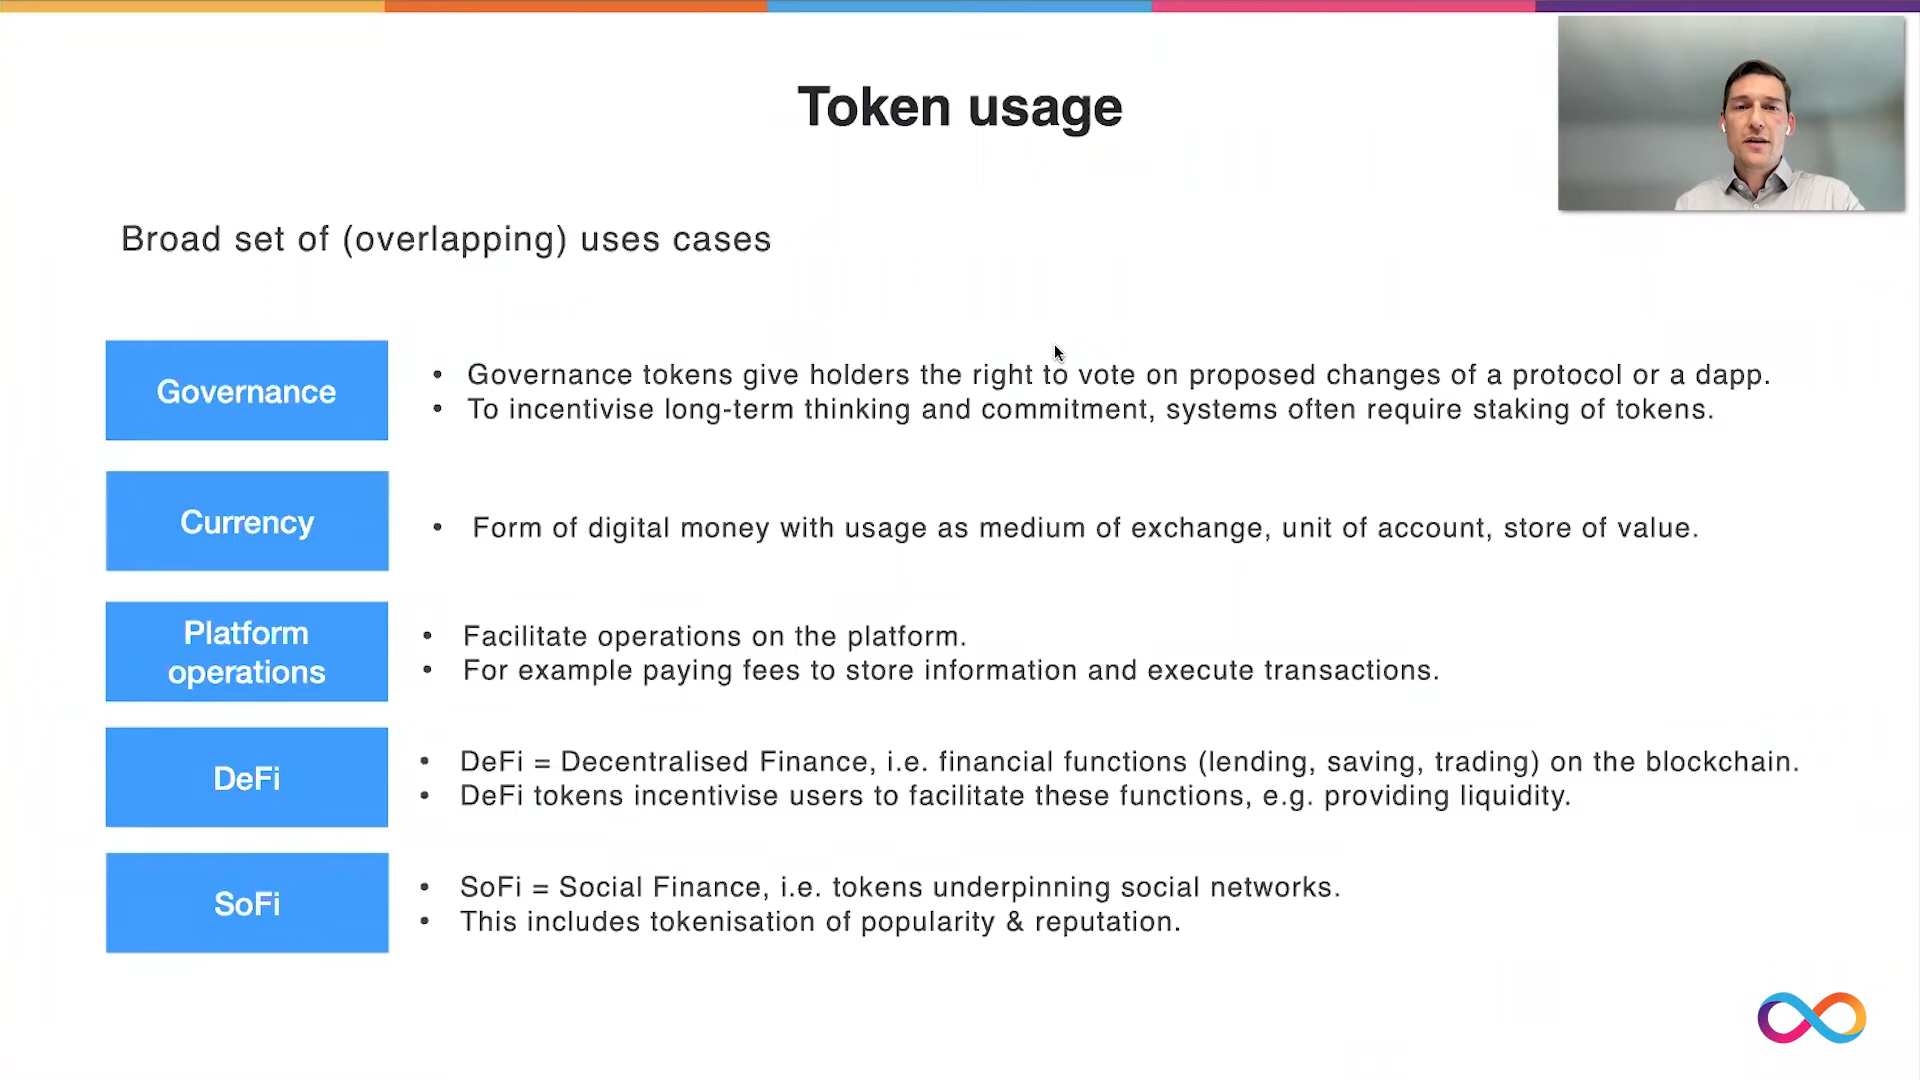 Token usage
Broad set of (overlapping) uses cases
Governance
• Governance tokens give holders the right to vote on proposed changes of a protocol or a dapp.
• To incentivise long-term thinking and commitment, systems often require staking of tokens.
Currency
• Form of digital money with usage as medium of exchange, unit of account, store of value.
Platform
operations
• Facilitate operations on the platform.
• For example paying fees to store information and execute transactions.
DeFi
• DeFi = Decentralised Finance, i.e. financial functions (lending, saving, trading) on the blockchain.
• DeFi tokens incentivise users to facilitate these functions, e.g. providing liquidity.
SoFi
• SoFi = Social Finance, i.e. tokens underpinning social networks.
• This includes tokenisation of popularity & reputation.